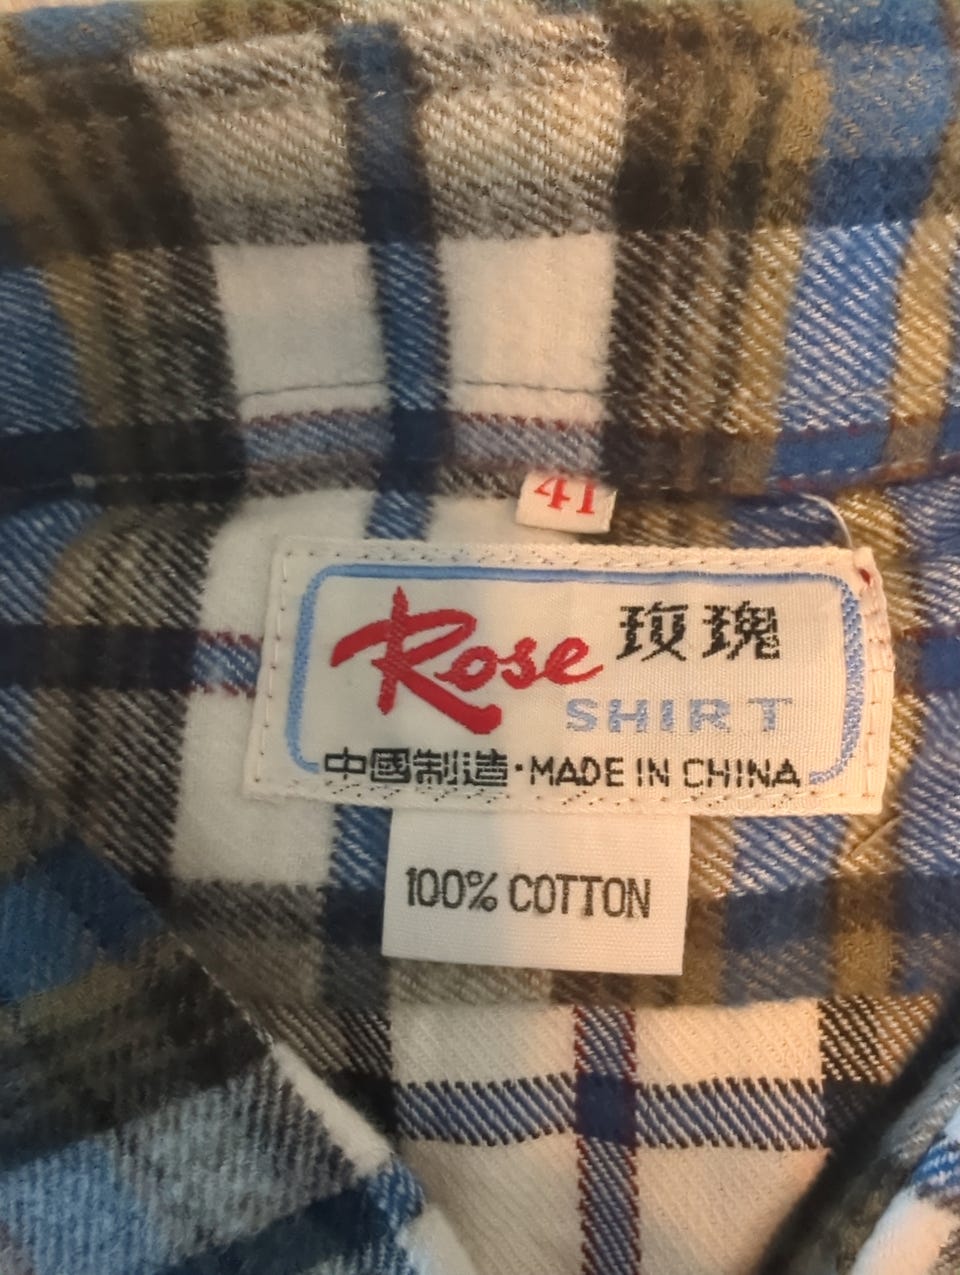 41
Rose 玫瑰
SHIRT
中國制造·MADE IN CHINA
100% COTTON